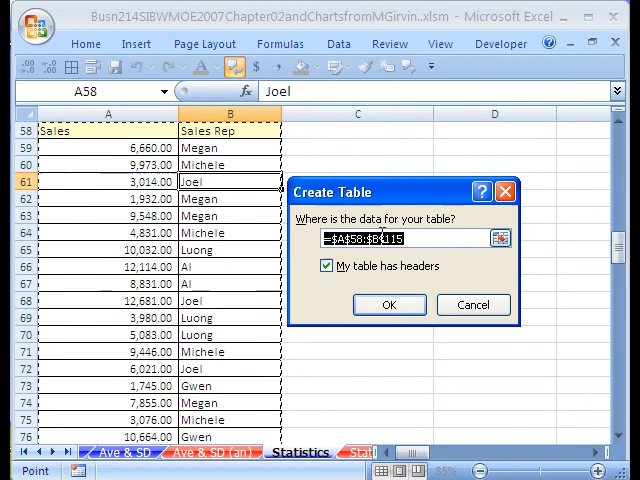 Busn214SIBWMOE2007Chapter02andChartsfromMGirvin..xlsm - Microsoft Excel
Home Insert Page Layout Formulas Data Review View Developer
A58 fx Joel
A B C D
58 Sales Sales Rep
59 6,660.00 Megan
60 9,973.00 Michele
61 3,014.00 Joel
62 1,932.00 Megan
63 9,548.00 Megan
64 4,831.00 Michele
65 10,032.00 Luong
66 12,114.00 Al
67 8,831.00 Al
68 12,681.00 Joel
69 3,980.00 Luong
70 5,083.00 Luong
71 9,446.00 Michele
72 6,021.00 Joel
73 1,745.00 Gwen
74 7,855.00 Megan
75 3,076.00 Michele
76 10,664.00 Gwen
Create Table
Where is the data for your table?
=$A$58:$B$115
My table has headers
OK Cancel
Ave & SD Ave & SD (an) Statistics Stati
Point 85%